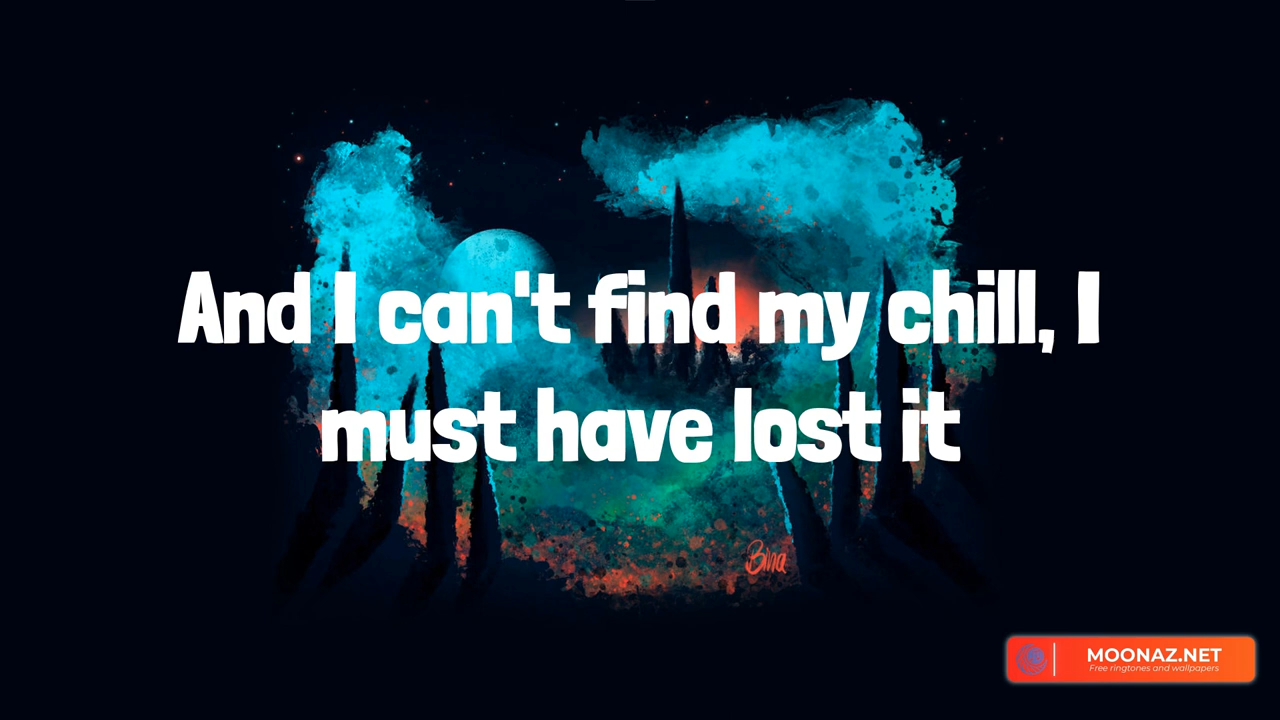 And I can't find my chill, I
must have lost it
Bina
MOONAZ.NET
Free ringtones and wallpapers